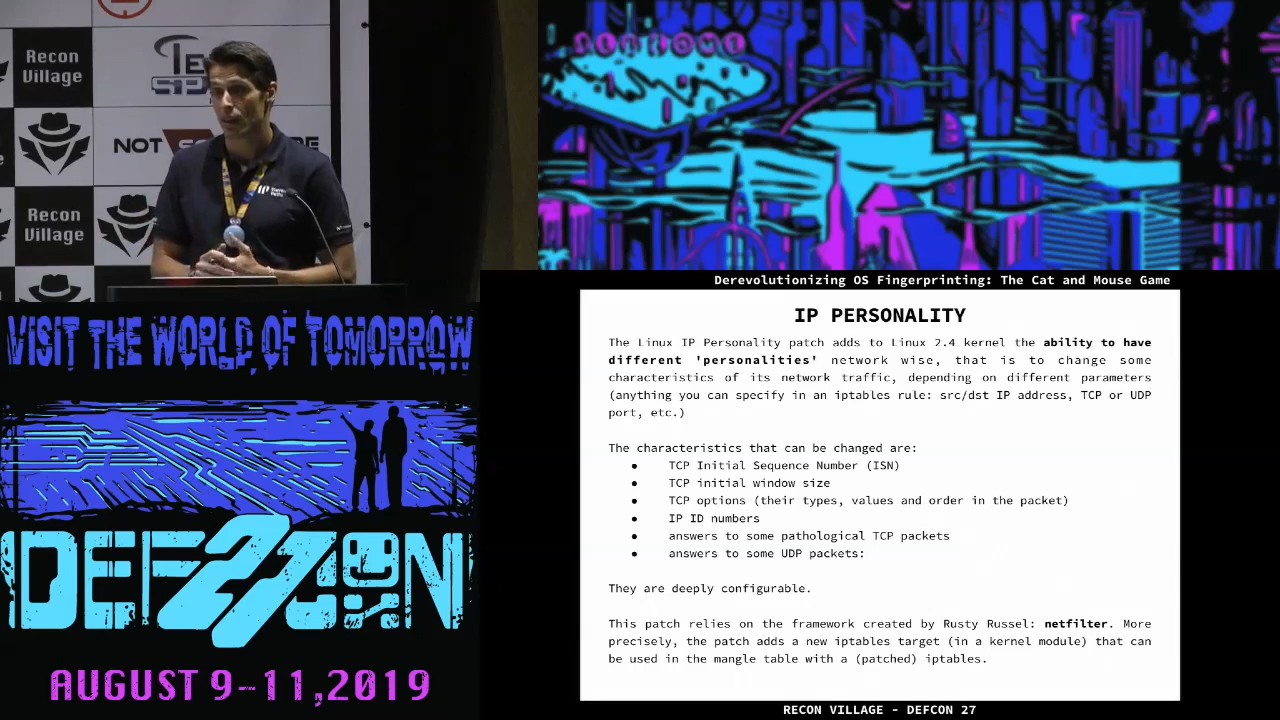 Recon
Village
NOT
RE
Recon
Village
WELCOME
VISIT THE WORLD OF TOMORROW
DEFCON
27
AUGUST 9-11,2019
Derevolutionizing OS Fingerprinting: The Cat and Mouse Game
IP PERSONALITY
The Linux IP Personality patch adds to Linux 2.4 kernel the ability to have
different 'personalities' network wise, that is to change some
characteristics of its network traffic, depending on different parameters
(anything you can specify in an iptables rule: src/dst IP address, TCP or UDP
port, etc.)
The characteristics that can be changed are:
● TCP Initial Sequence Number (ISN)
● TCP initial window size
● TCP options (their types, values and order in the packet)
● IP ID numbers
● answers to some pathological TCP packets
● answers to some UDP packets:
They are deeply configurable.
This patch relies on the framework created by Rusty Russel: netfilter. More
precisely, the patch adds a new iptables target (in a kernel module) that can
be used in the mangle table with a (patched) iptables.
RECON VILLAGE - DEFCON 27